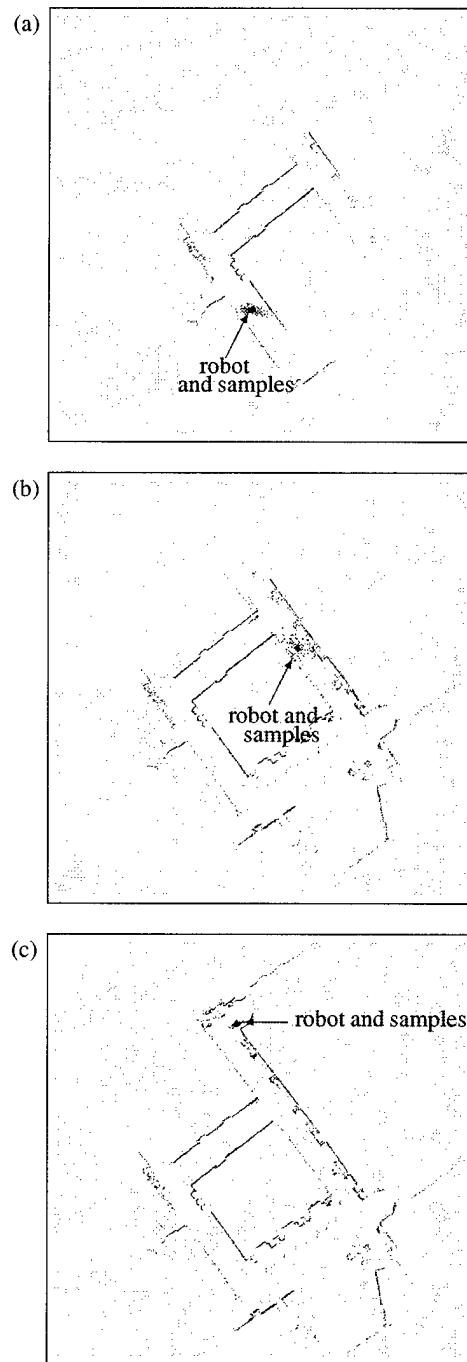 (a)
robot
and samples
(b)
robot and
samples
(c)
robot and samples